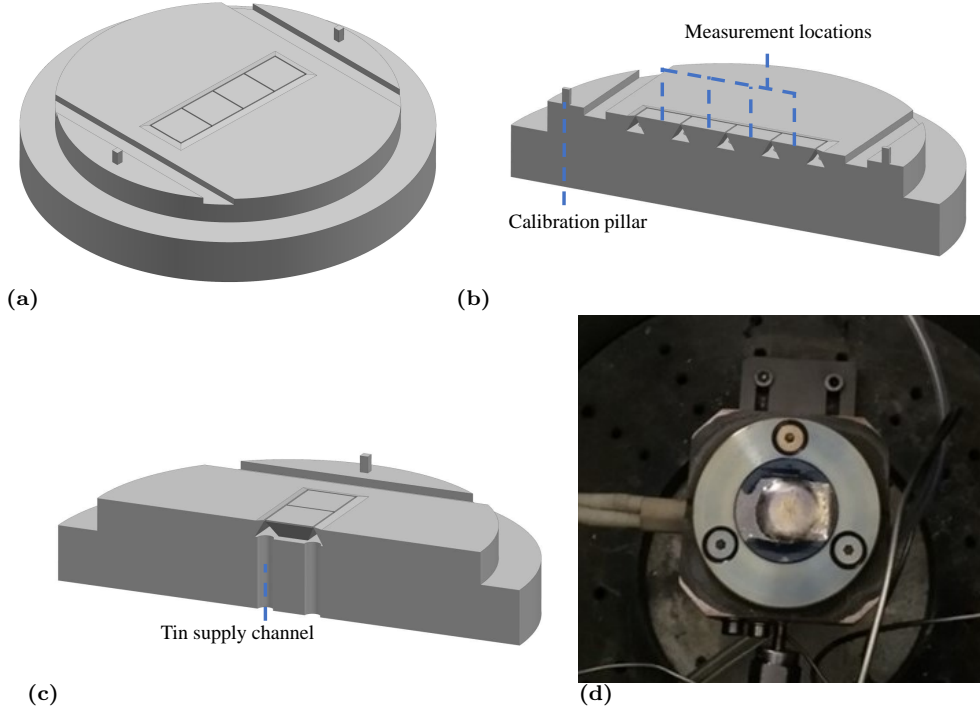 Measurement locations
Calibration pillar
(a)
(b)
Tin supply channel
(c)
(d)